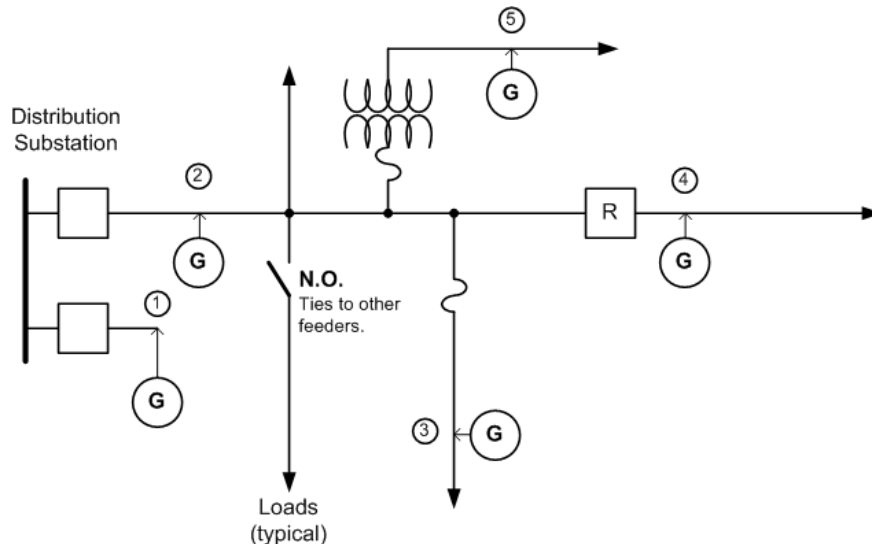 5
Distribution
Substation
G
2
4
R
G
G
N.O.
Ties to other
feeders.
1
G
3
G
Loads
(typical)